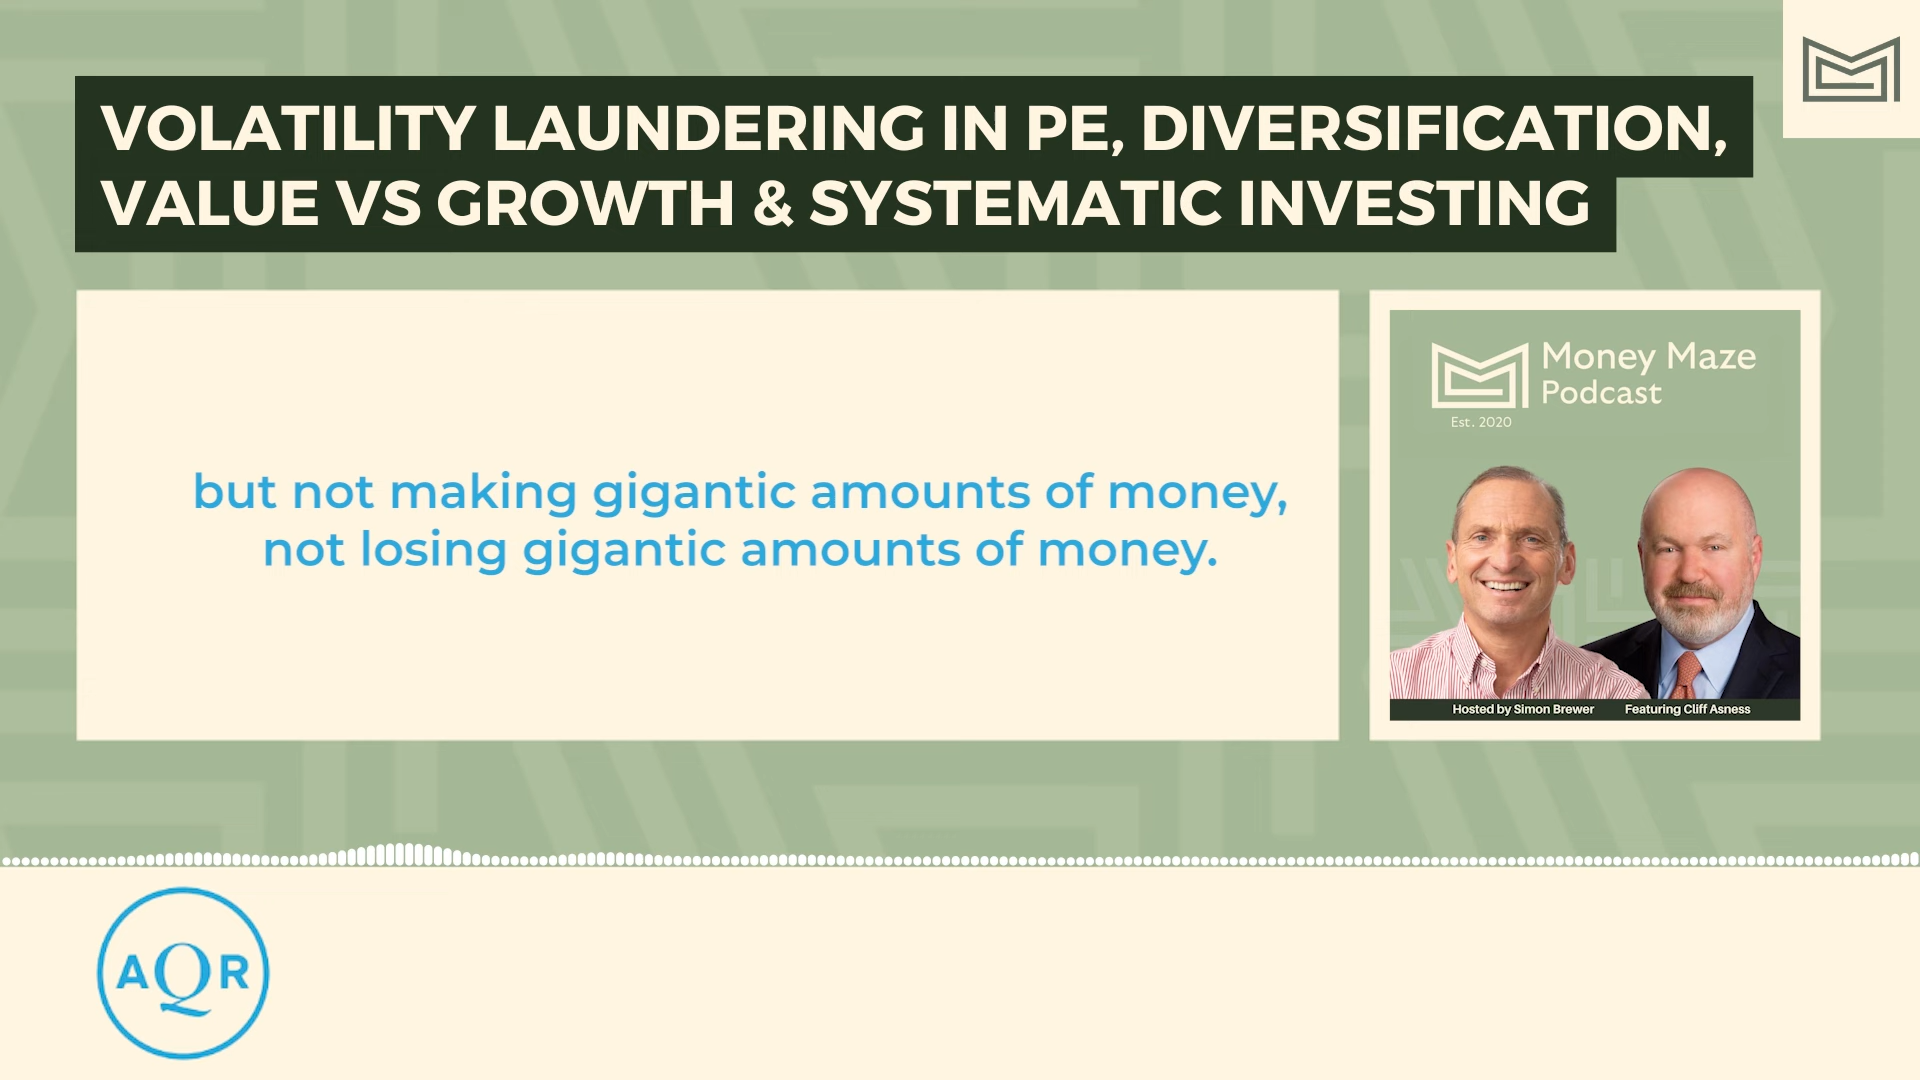 VOLATILITY LAUNDERING IN PE, DIVERSIFICATION,
VALUE VS GROWTH & SYSTEMATIC INVESTING
but not making gigantic amounts of money,
not losing gigantic amounts of money.
Money Maze
Podcast
Est. 2020
Hosted by Simon Brewer
Featuring Cliff Asness
AQR